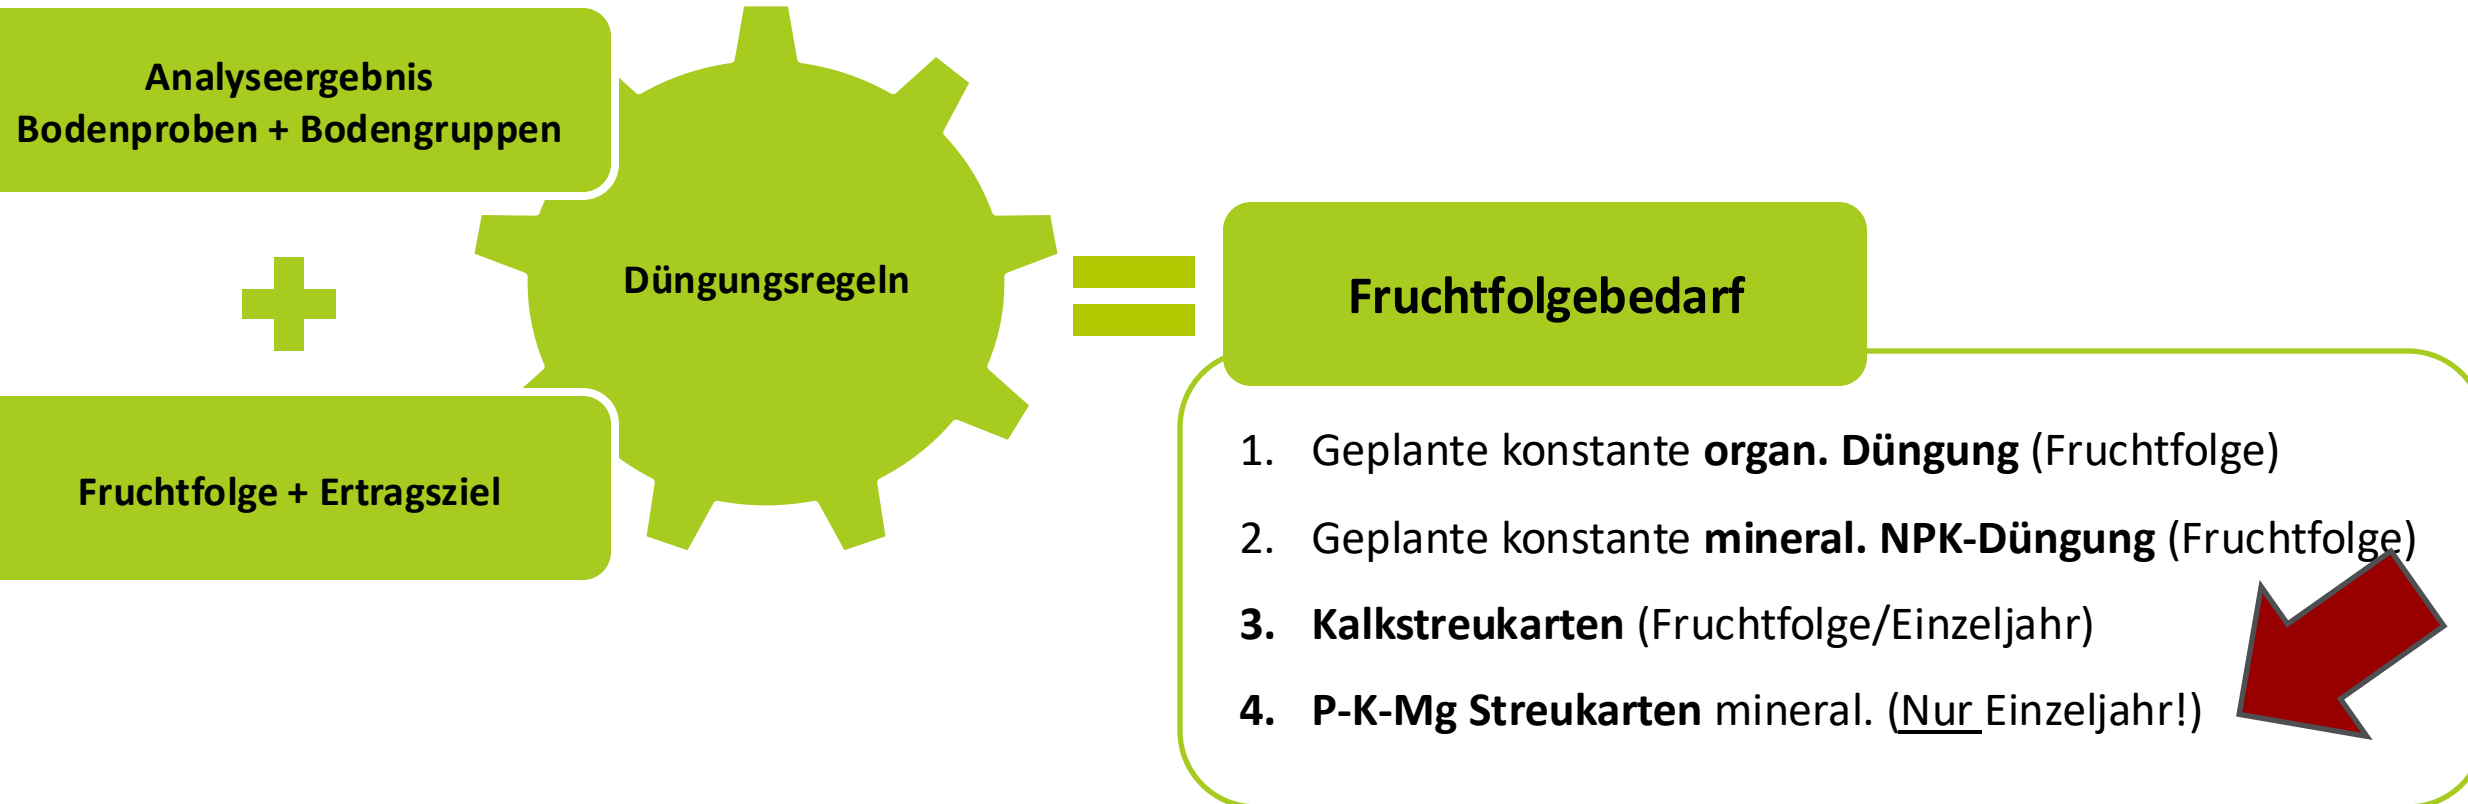 Analyseergebnis
Bodenproben + Bodengruppen
Düngungsregeln
Fruchtfolge + Ertragsziel
Fruchtfolgebedarf
1. Geplante konstante organ. Düngung (Fruchtfolge)
2. Geplante konstante mineral. NPK-Düngung (Fruchtfolge)
3. Kalkstreukarten (Fruchtfolge/Einzeljahr)
4. P-K-Mg Streukarten mineral. (Nur Einzeljahr!)